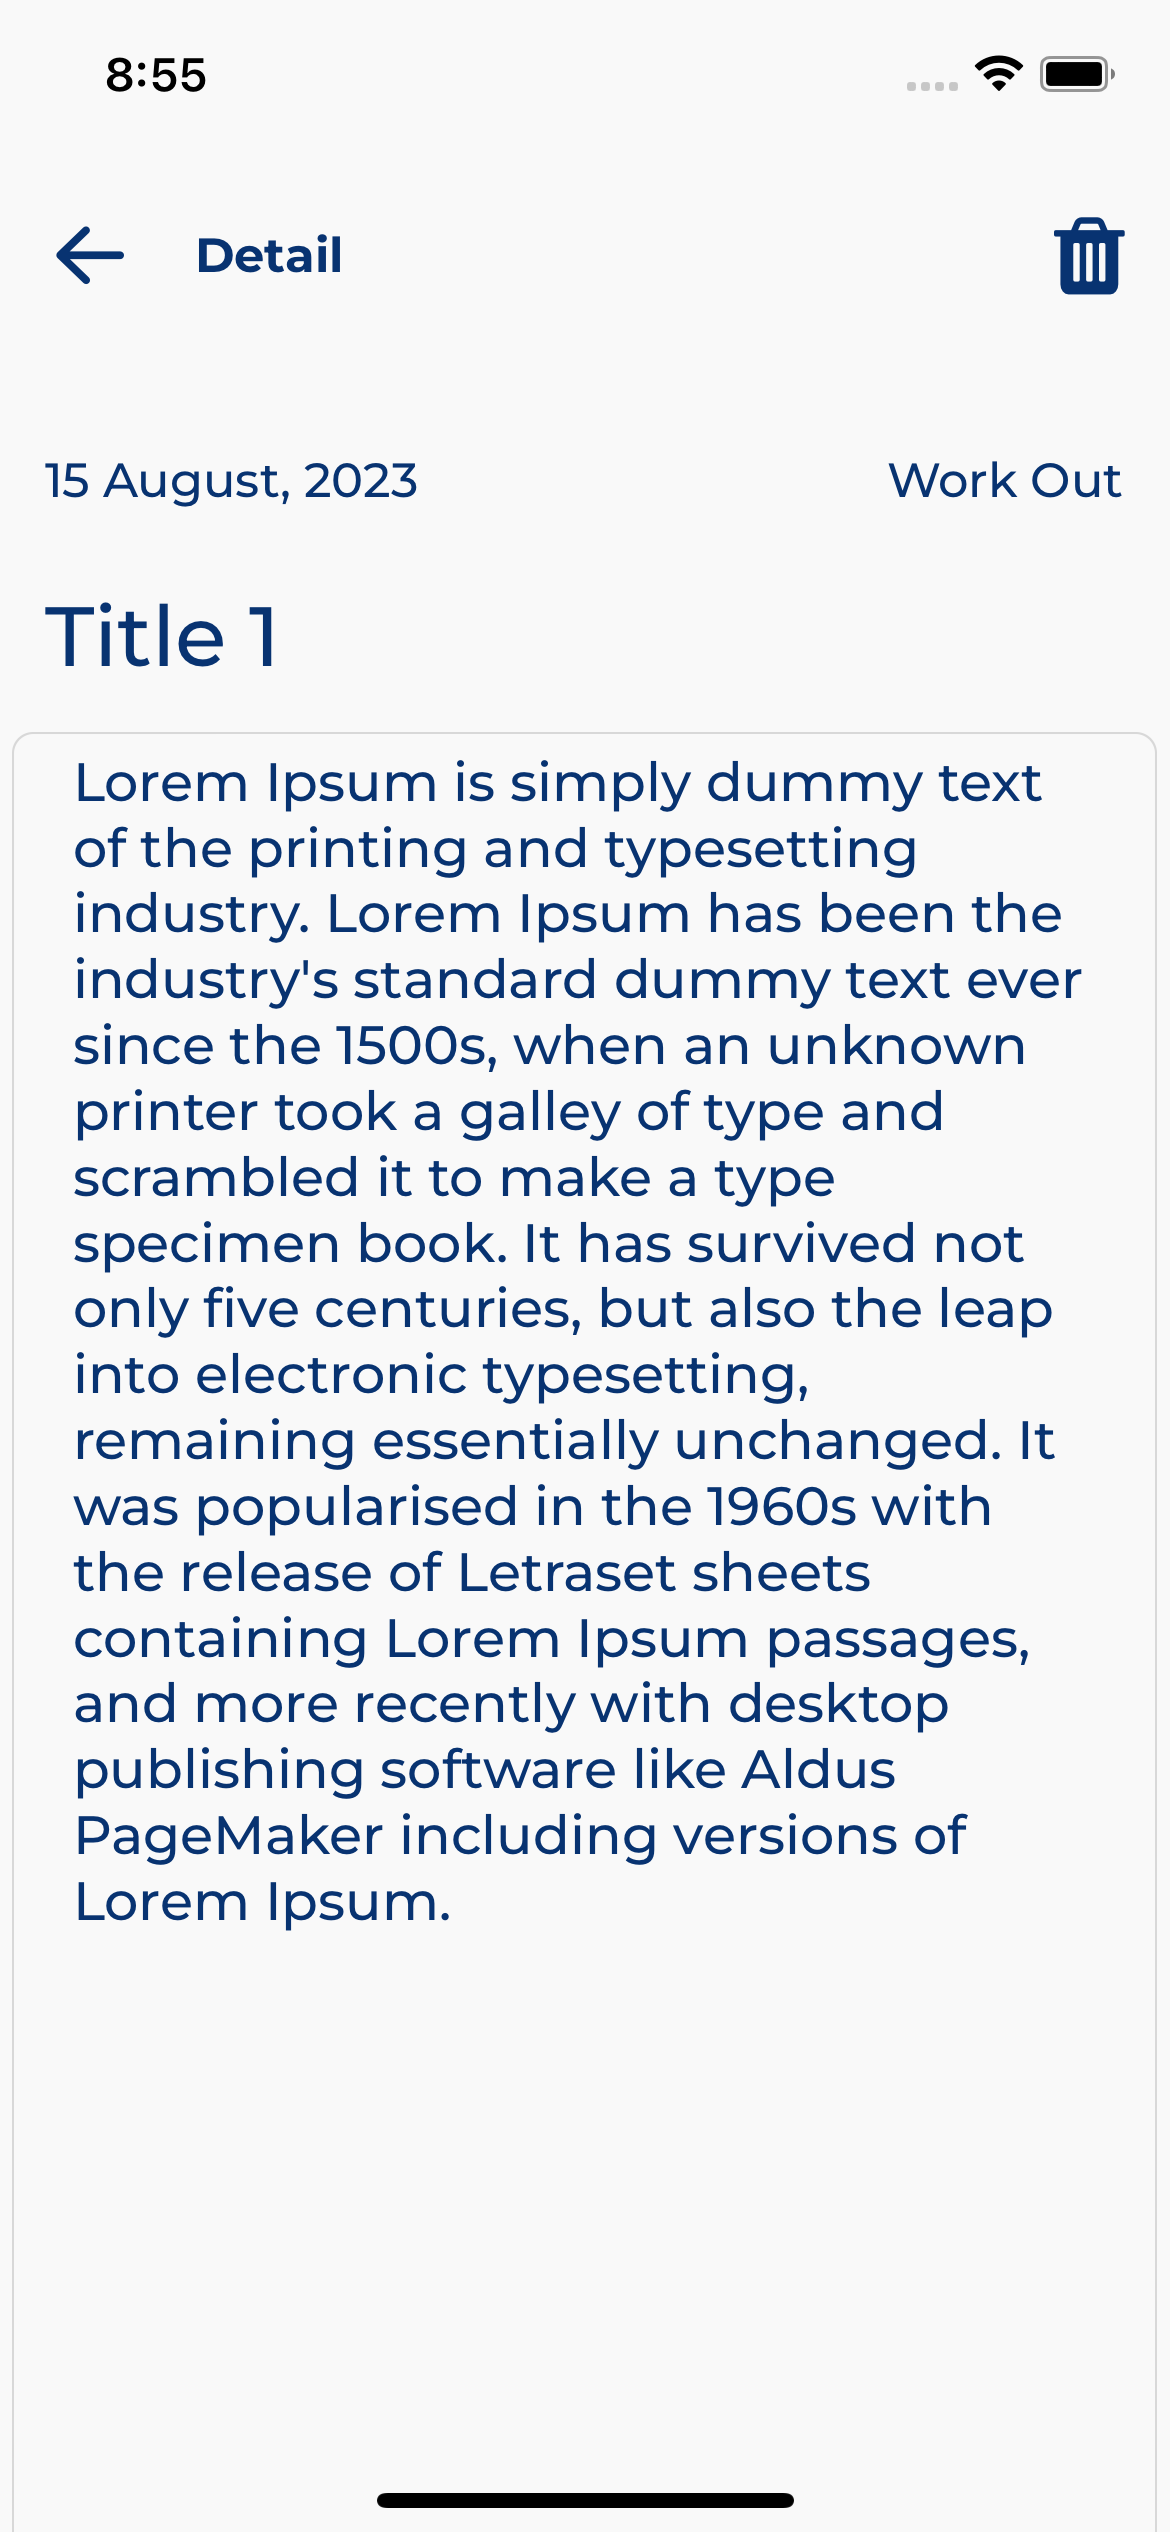 8:55
Detail
15 August, 2023 Work Out
Title 1
Lorem Ipsum is simply dummy text
of the printing and typesetting
industry. Lorem Ipsum has been the
industry's standard dummy text ever
since the 1500s, when an unknown
printer took a galley of type and
scrambled it to make a type
specimen book. It has survived not
only five centuries, but also the leap
into electronic typesetting,
remaining essentially unchanged. It
was popularised in the 1960s with
the release of Letraset sheets
containing Lorem Ipsum passages,
and more recently with desktop
publishing software like Aldus
PageMaker including versions of
Lorem Ipsum.